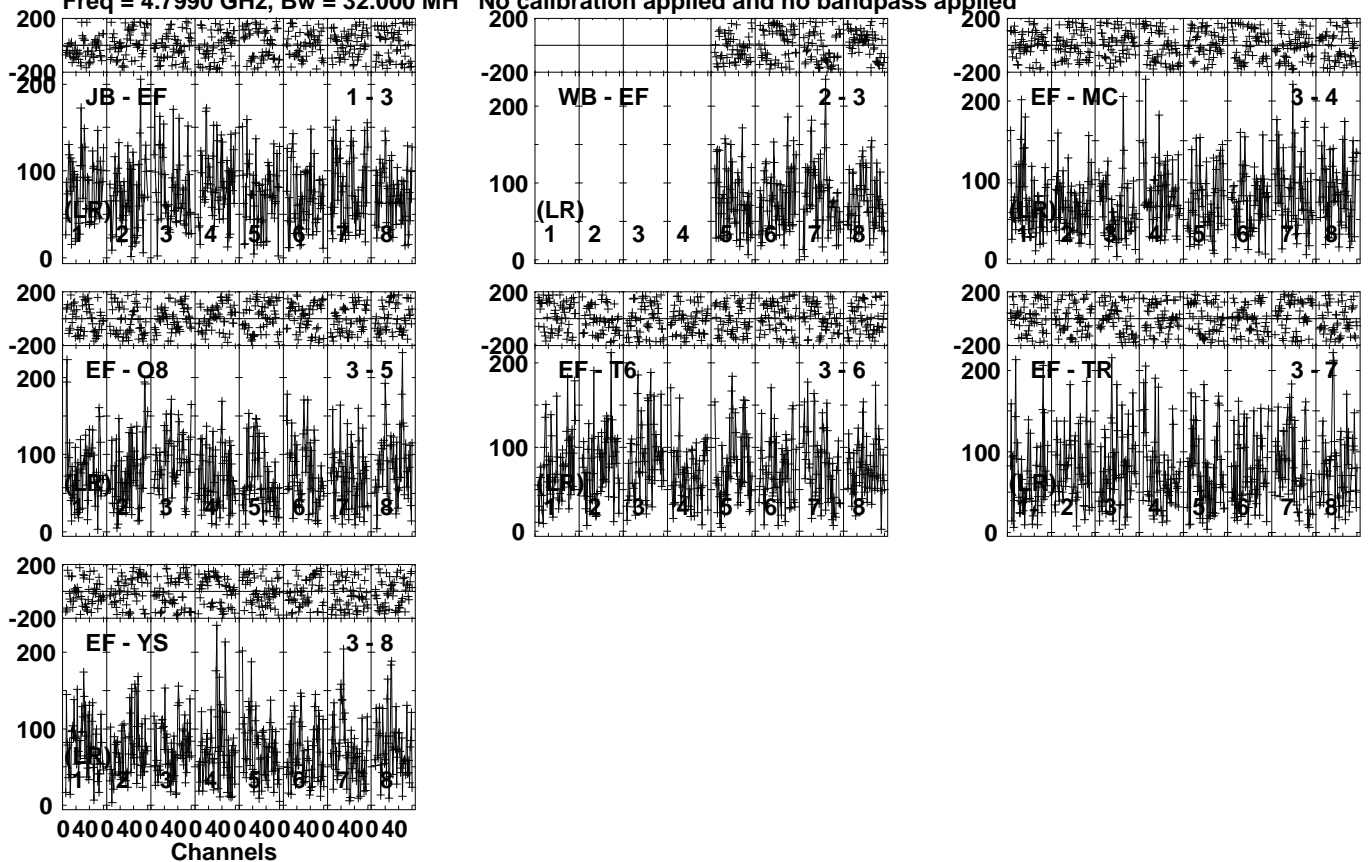 Freq = 4.7990 GHz, Bw = 32.000 MH No calibration applied and no bandpass applied
200
-200
200
100
0
JB - EF 1 - 3
(LR)
1 2 3 4 5 6 7 8
200
-200
200
100
0
WB - EF 2 - 3
(LR)
1 2 3 4 5 6 7 8
200
-200
200
100
0
EF - MC 3 - 4
(LR)
1 2 3 4 5 6 7 8
200
-200
200
100
0
EF - O8 3 - 5
(LR)
1 2 3 4 5 6 7 8
200
-200
200
100
0
EF - T6 3 - 6
(LR)
1 2 3 4 5 6 7 8
200
-200
200
100
0
EF - TR 3 - 7
(LR)
1 2 3 4 5 6 7 8
200
-200
200
100
0
EF - YS 3 - 8
(LR)
1 2 3 4 5 6 7 8
0 40 0 40 0 40 0 40 0 40 0 40 0 40 0 40
Channels